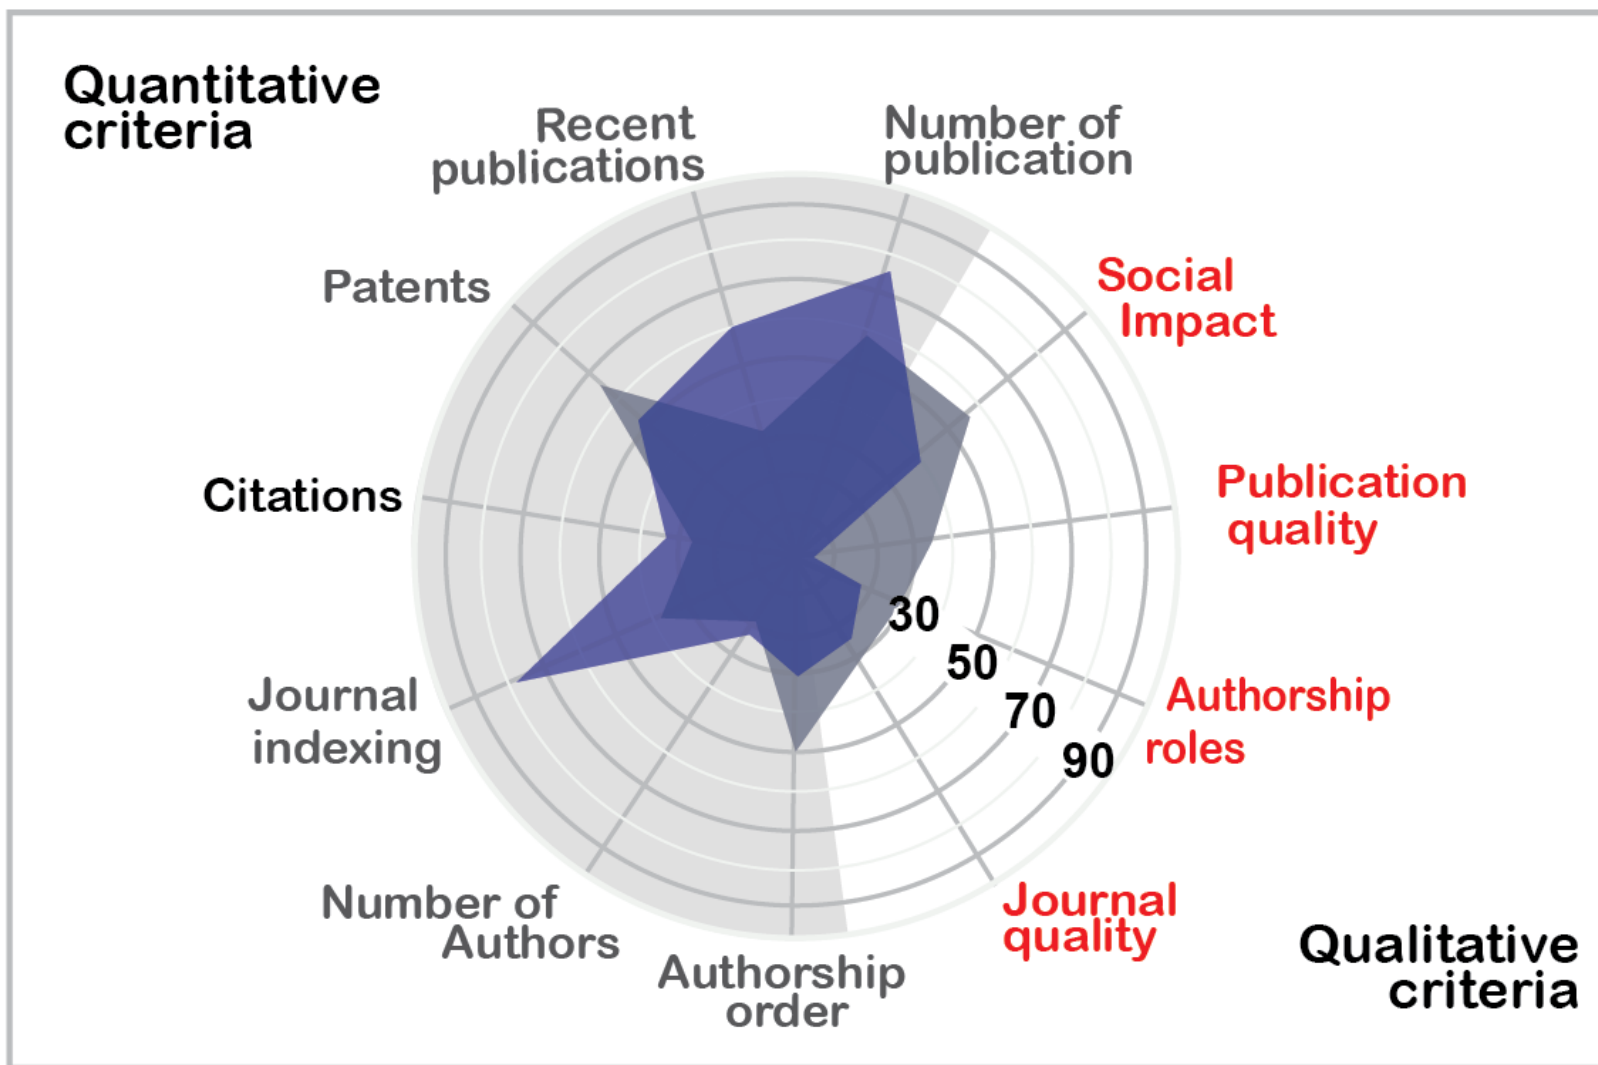 Quantitative
criteria
Recent
publications
Number of
publication
Patents
Social
Impact
Citations
Publication
quality
30
50
70
90
Journal
indexing
Authorship
roles
Number of
Authors
Authorship
order
Journal
quality
Qualitative
criteria